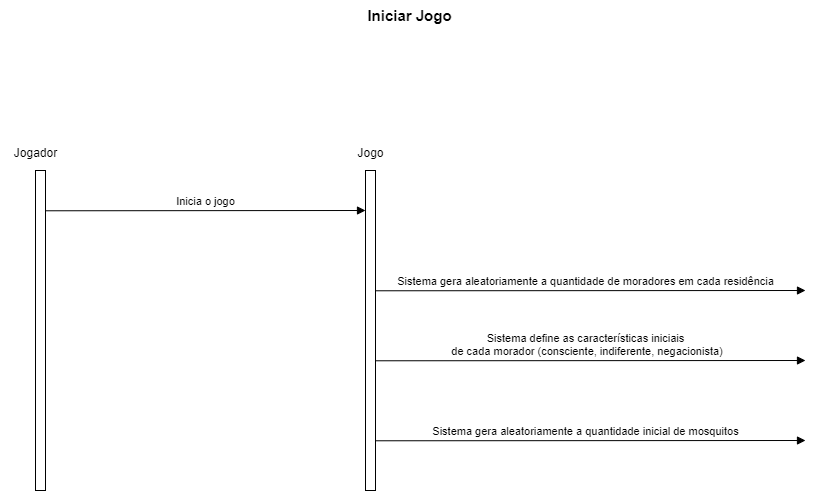 Iniciar Jogo
Jogador
Jogo
Inicia o jogo
Sistema gera aleatoriamente a quantidade de moradores em cada residência
Sistema define as características iniciais
de cada morador (consciente, indiferente, negacionista)
Sistema gera aleatoriamente a quantidade inicial de mosquitos